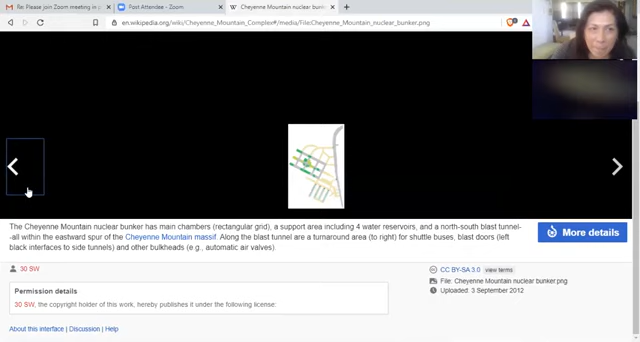 Re: Please join Zoom meeting in p
Post Attendee - Zoom
Cheyenne Mountain nuclear bunke
en.wikipedia.org/wiki/Cheyenne_Mountain_Complex#/media/File:Cheyenne_Mountain_nuclear_bunker.png
The Cheyenne Mountain nuclear bunker has main chambers (rectangular grid), a support area including 4 water reservoirs, and a north-south blast tunnel-
-all within the eastward spur of the Cheyenne Mountain massif. Along the blast tunnel are a turnaround area (to right) for shuttle buses, blast doors (left
black interfaces to side tunnels) and other bulkheads (e.g., automatic air valves).
More details
30 SW
CC BY-SA 3.0 view terms
File: Cheyenne Mountain nuclear bunker.png
Uploaded: 3 September 2012
Permission details
30 SW, the copyright holder of this work, hereby publishes it under the following license:
About this interface | Discussion | Help